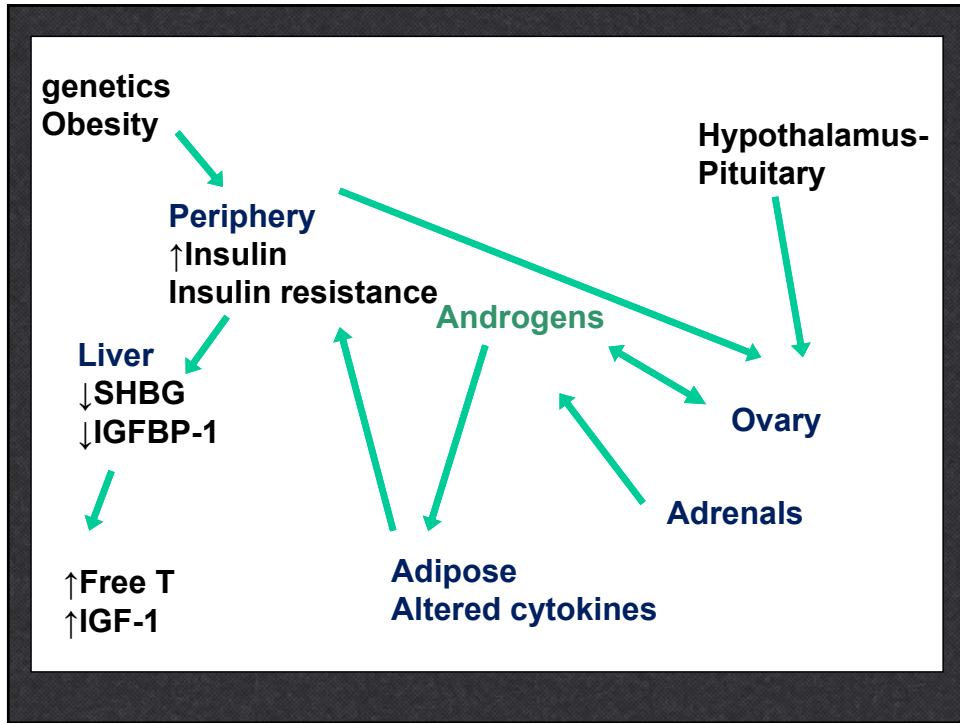 genetics
Obesity
Hypothalamus-
Pituitary
Periphery
↑Insulin
Insulin resistance
Androgens
Liver
↓SHBG
↓IGFBP-1
Ovary
Adrenals
Adipose
Altered cytokines
↑Free T
↑IGF-1